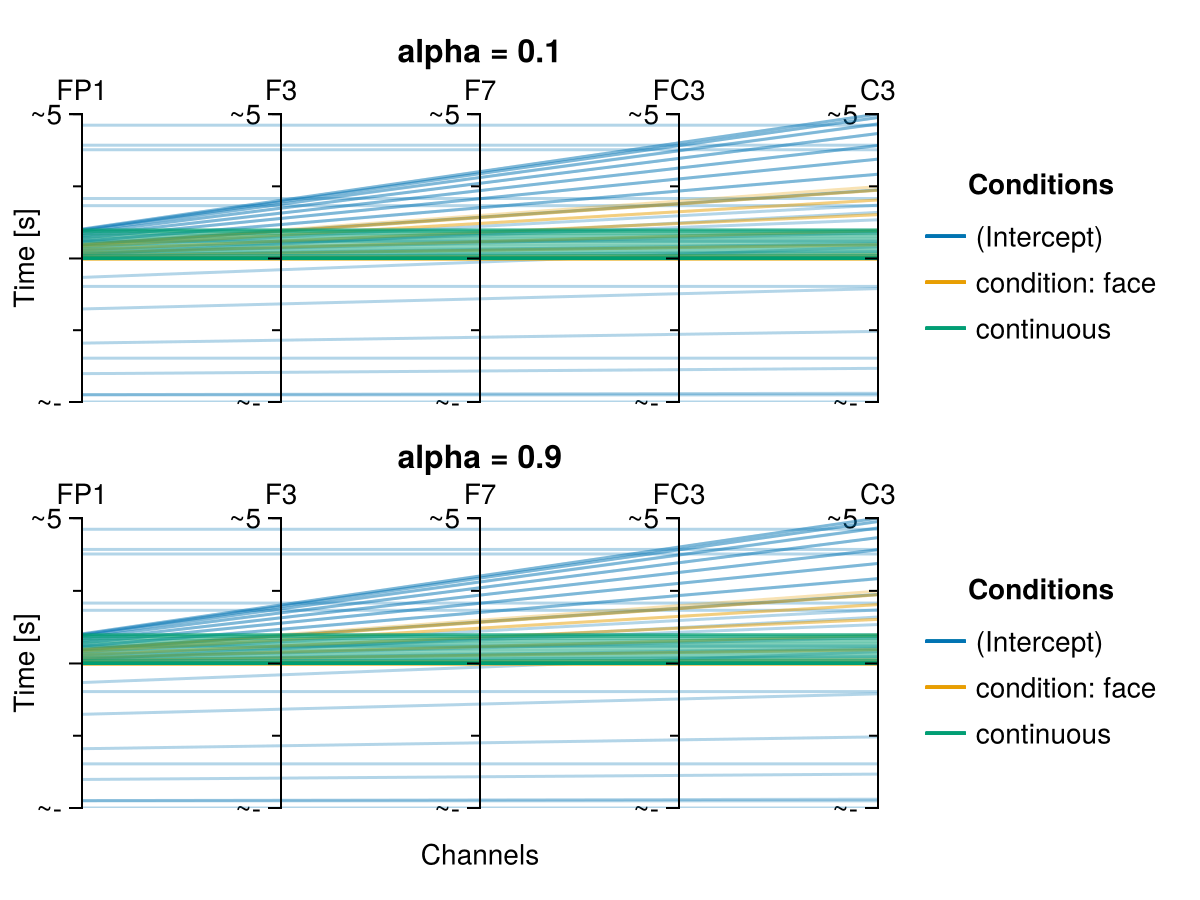 alpha = 0.1
FP1 F3 F7 FC3 C3
~5 ~5 ~5 ~5 ~5
Time [s]
~- ~- ~- ~- ~-
Conditions
(Intercept)
condition: face
continuous
alpha = 0.9
FP1 F3 F7 FC3 C3
~5 ~5 ~5 ~5 ~5
Time [s]
~- ~- ~- ~- ~-
Conditions
(Intercept)
condition: face
continuous
Channels